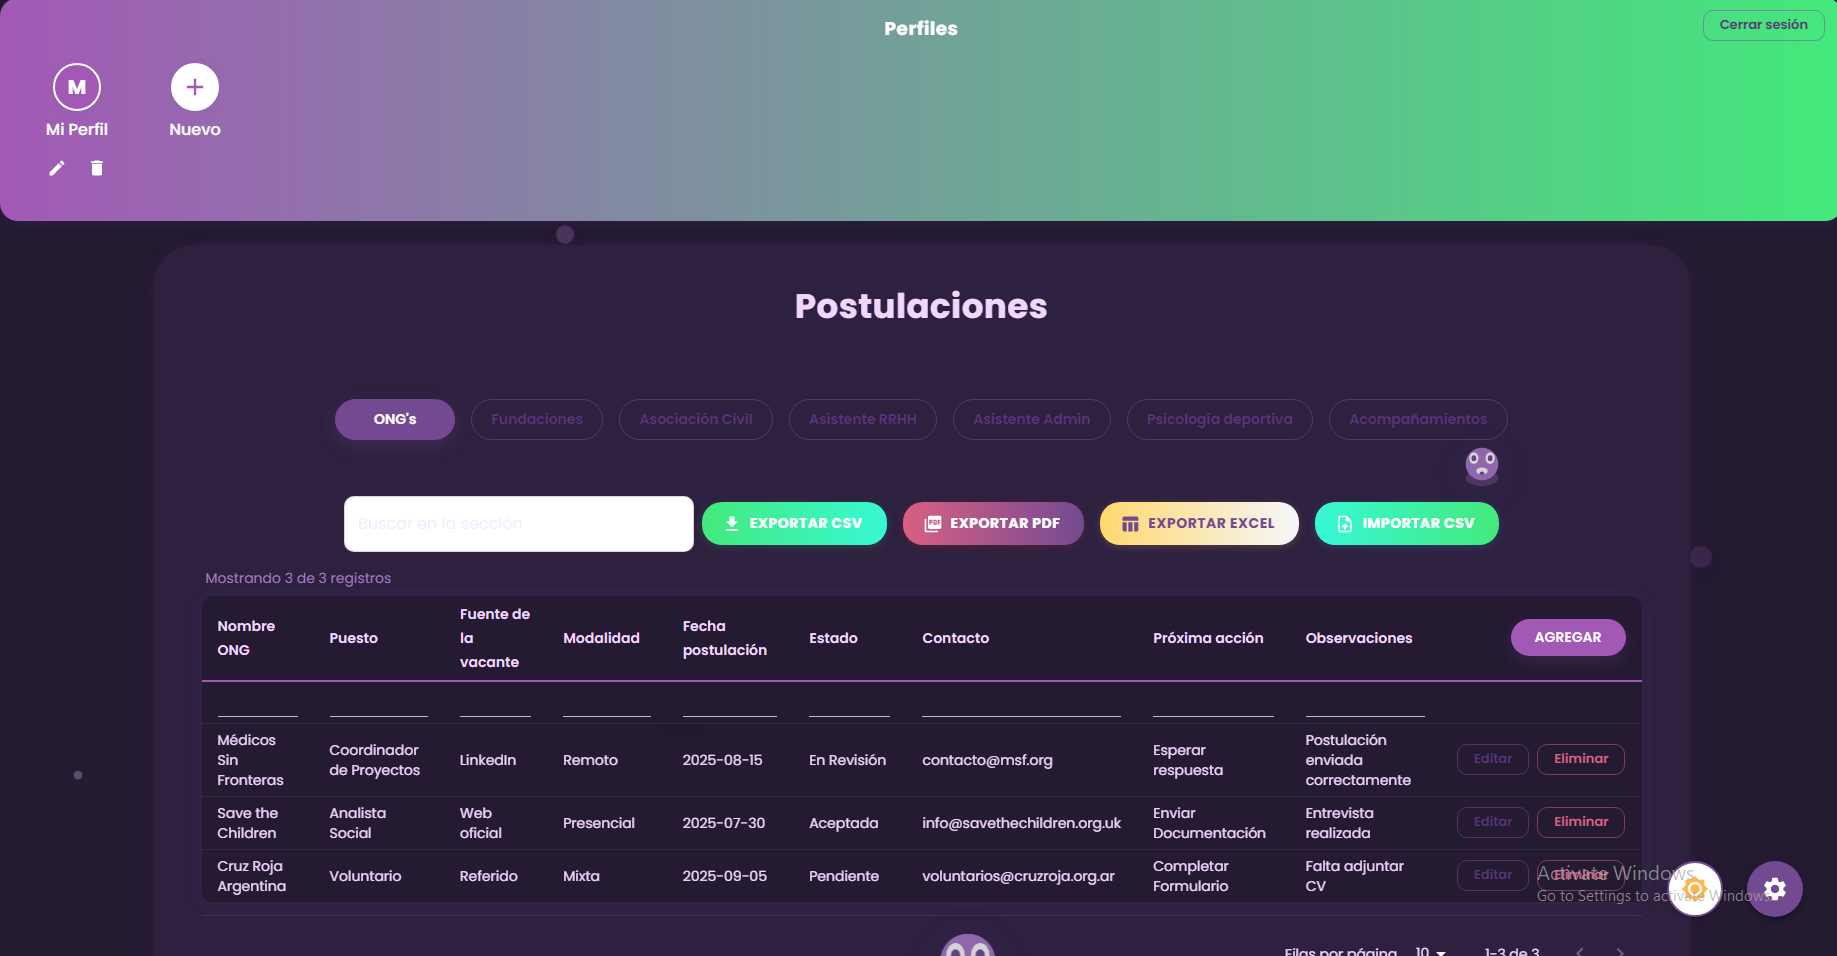 Perfiles
Cerrar sesión
M
Mi Perfil
Nuevo
Postulaciones
ONG's
Fundaciones
Asociación Civil
Asistente RRHH
Asistente Admin
Psicología deportiva
Acompañamientos
Buscar en la sección
EXPORTAR CSV
PDF
EXPORTAR PDF
EXPORTAR EXCEL
IMPORTAR CSV
Mostrando 3 de 3 registros
Nombre
ONG
Puesto
Fuente de
la
vacante
Modalidad
Fecha
postulación
Estado
Contacto
Próxima acción
Observaciones
AGREGAR
Médicos
Sin
Fronteras
Coordinador
de Proyectos
LinkedIn
Remoto
2025-08-15
En Revisión
contacto@msf.org
Esperar
respuesta
Postulación
enviada
correctamente
Editar
Eliminar
Save the
Children
Analista
Social
Web
oficial
Presencial
2025-07-30
Aceptada
info@savethechildren.org.uk
Enviar
Documentación
Entrevista
realizada
Editar
Eliminar
Cruz Roja
Argentina
Voluntario
Referido
Mixta
2025-09-05
Pendiente
voluntarios@cruzroja.org.ar
Completar
Formulario
Falta adjuntar
CV
Editar
Eliminar
Activate Windows
Go to Settings to activate Windows.
Filas por página
10
1-3 de 3